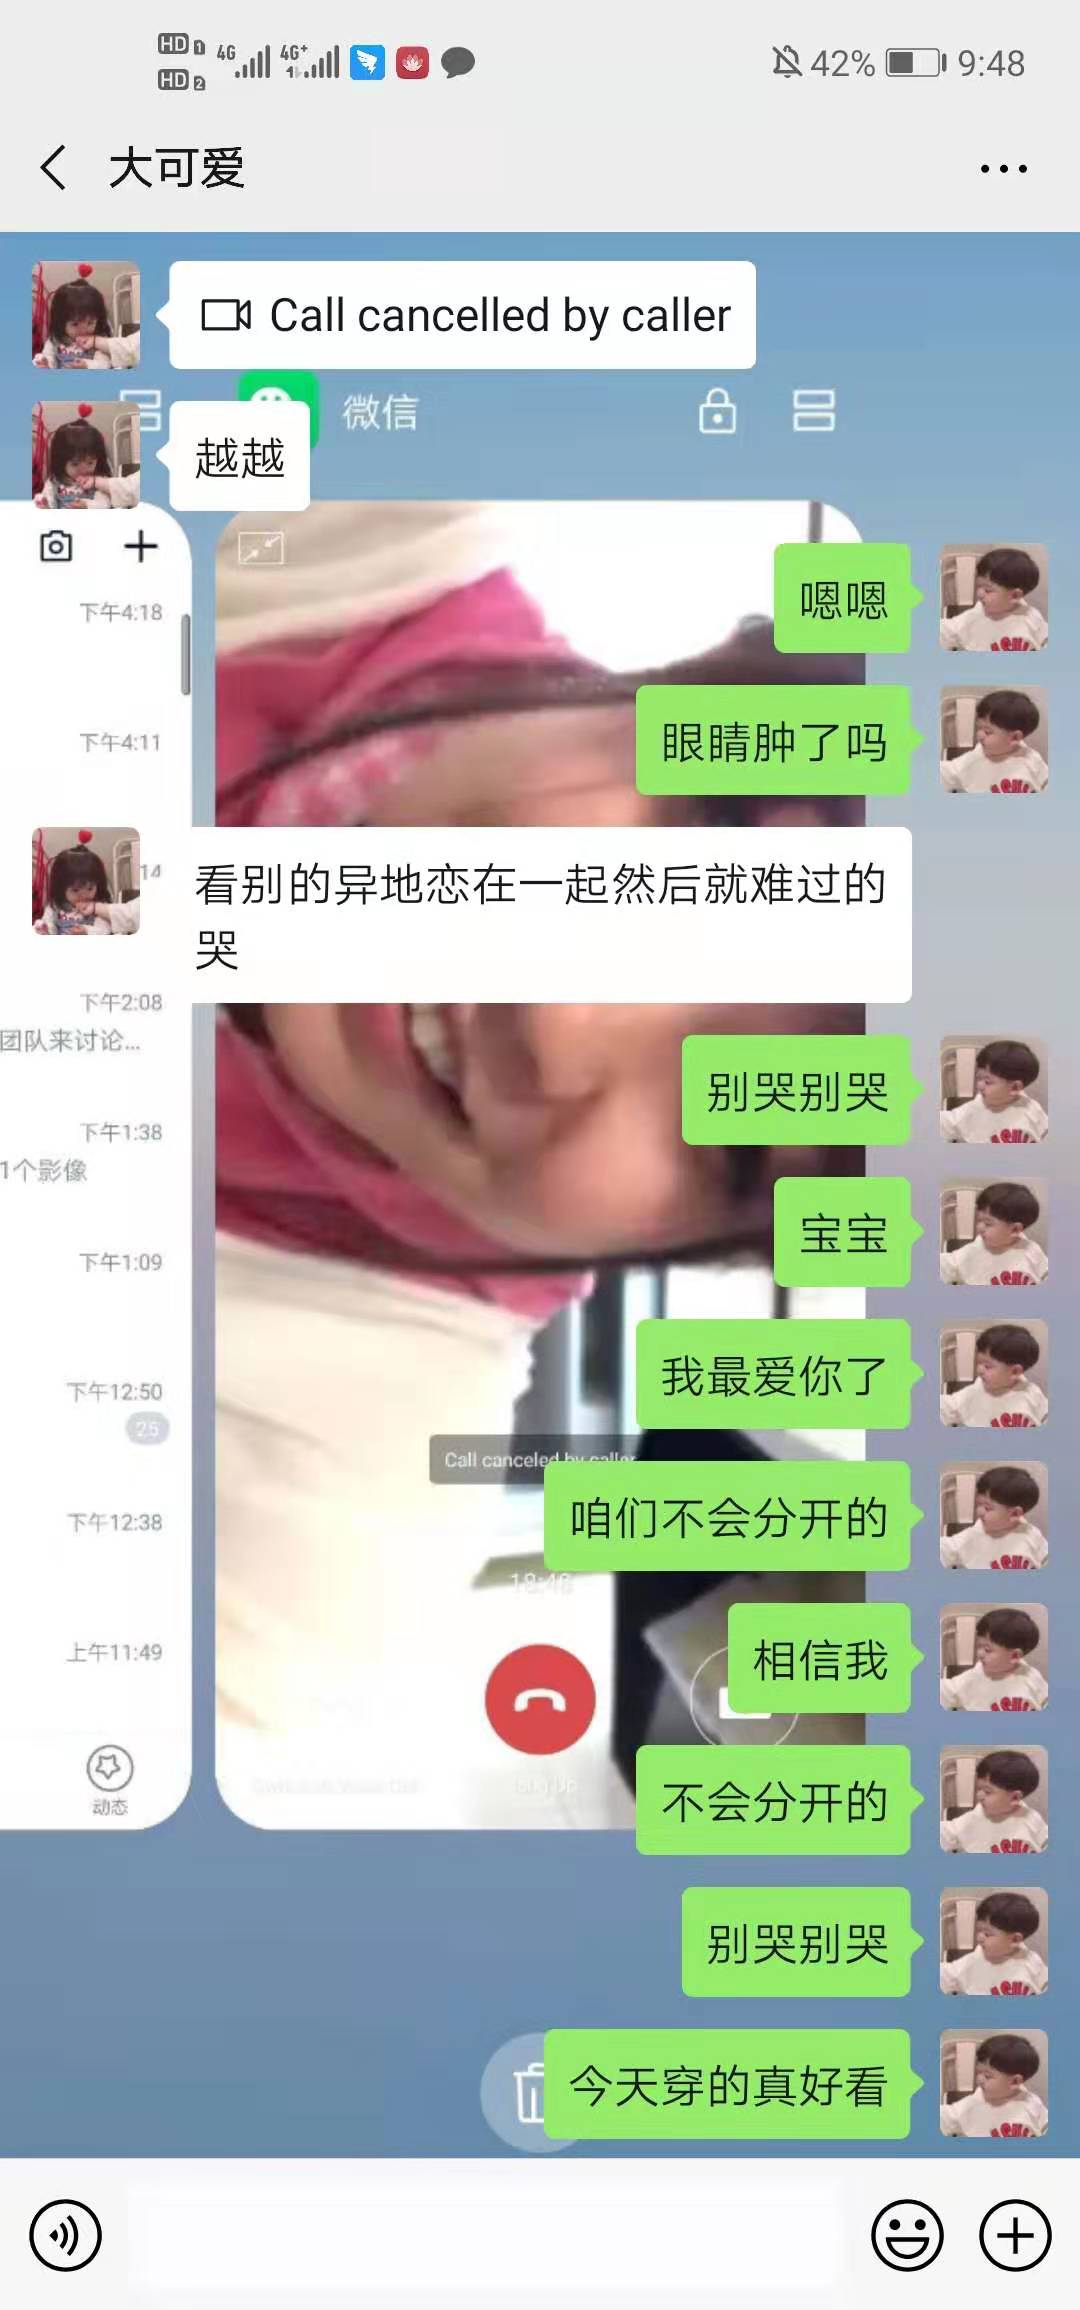 HD 1 4G 4G+ 42% 9:48
HD 2
大可爱
Call cancelled by caller
微信
越越
下午4:18
嗯嗯
下午4:11
眼睛肿了吗
14
看别的异地恋在一起然后就难过的
哭
下午2:08
团队来讨论...
别哭别哭
下午1:38
1个影像
宝宝
下午1:09
我最爱你了
下午12:50
25
Call canceled by caller
咱们不会分开的
下午12:38
18:48
相信我
上午11:49
不会分开的
动态
别哭别哭
今天穿的真好看